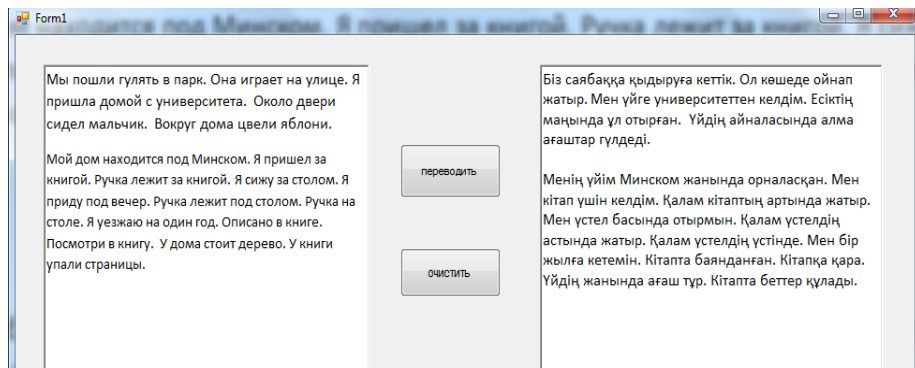 Form1
Мы пошли гулять в парк. Она играет на улице. Я
пришла домой с университета.  Около двери
сидел мальчик.  Вокруг дома цвели яблони.
Мой дом находится под Минском. Я пришел за
книгой. Ручка лежит за книгой. Я сижу за столом. Я
приду под вечер. Ручка лежит под столом. Ручка на
столе. Я уезжаю на один год. Описано в книге.
Посмотри в книгу.  У дома стоит дерево. У книги
упали страницы.
переводить
очистить
Біз саябаққа қыдыруға кеттік. Ол көшеде ойнап
жатыр. Мен үйге университеттен келдім. Есіктің
маңында ұл отырған.  Үйдің айналасында алма
ағаштар гүлдеді.
Менің үйім Минском жанында орналасқан. Мен
кітап үшін келдім. Қалам кітаптың артында жатыр.
Мен үстел басында отырмын. Қалам үстелдің
астында жатыр. Қалам үстелдің үстінде. Мен бір
жылға кетемін. Кітапта баянданған. Кітапқа қара.
Үйдің жанында ағаш тұр. Кітапта беттер құлады.